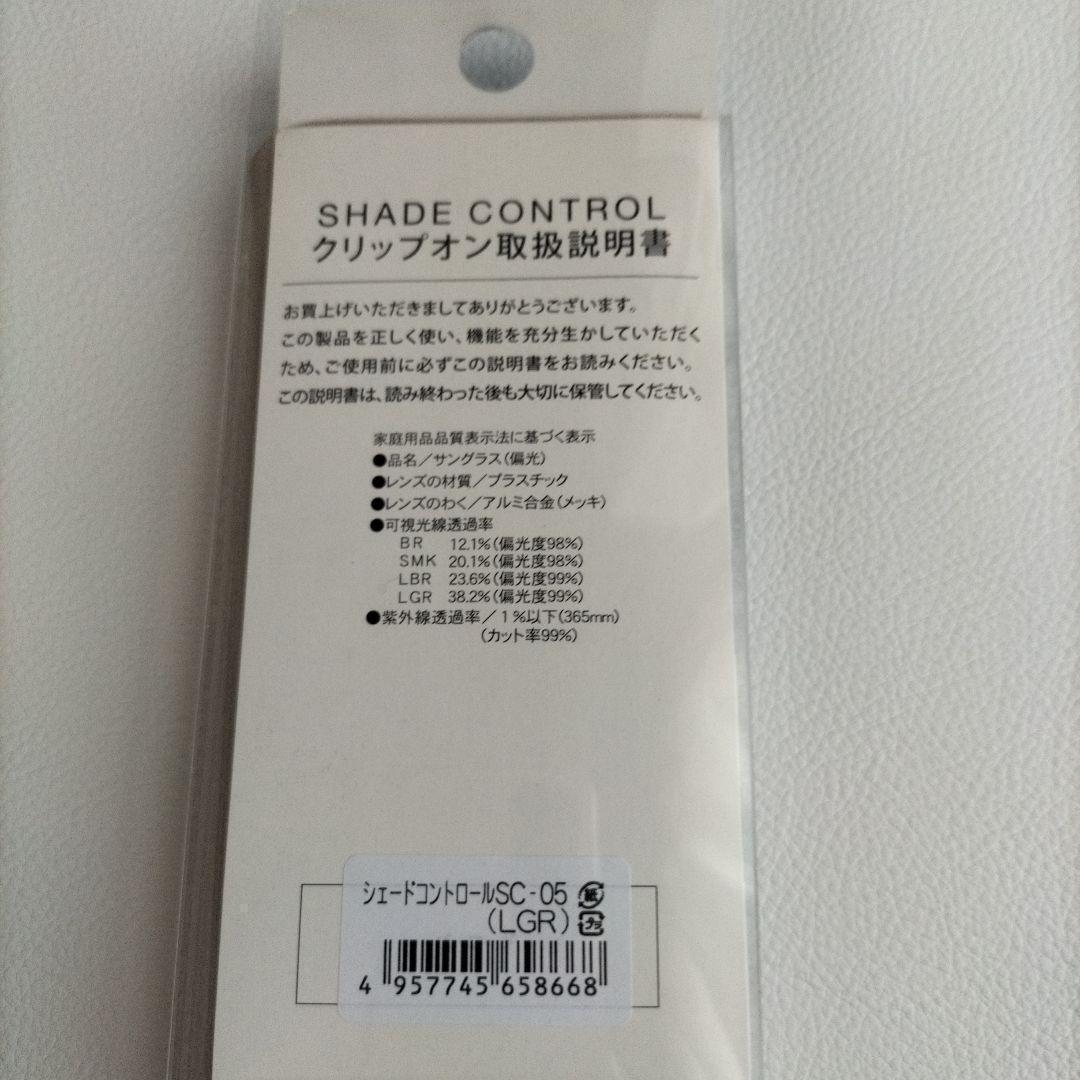 SHADE CONTROL
クリップオン取扱説明書
お買上げいただきましてありがとうございます。
この製品を正しく使い、機能を充分生かしていただく
ため、ご使用前に必ずこの説明書をお読みください。
この説明書は、読み終わった後も大切に保管してください。
家庭用品品質表示法に基づく表示
●品名／サングラス(偏光)
●レンズの材質／プラスチック
●レンズのわく／アルミ合金(メッキ)
●可視光線透過率
BR 12.1%(偏光度98%)
SMK 20.1%(偏光度98%)
LBR 23.6%(偏光度99%)
LGR 38.2%(偏光度99%)
●紫外線透過率／1%以下(365mm)
(カット率99%)
シェードコントロールSC-05 紙
(LGR) プラ
4 957745 658668